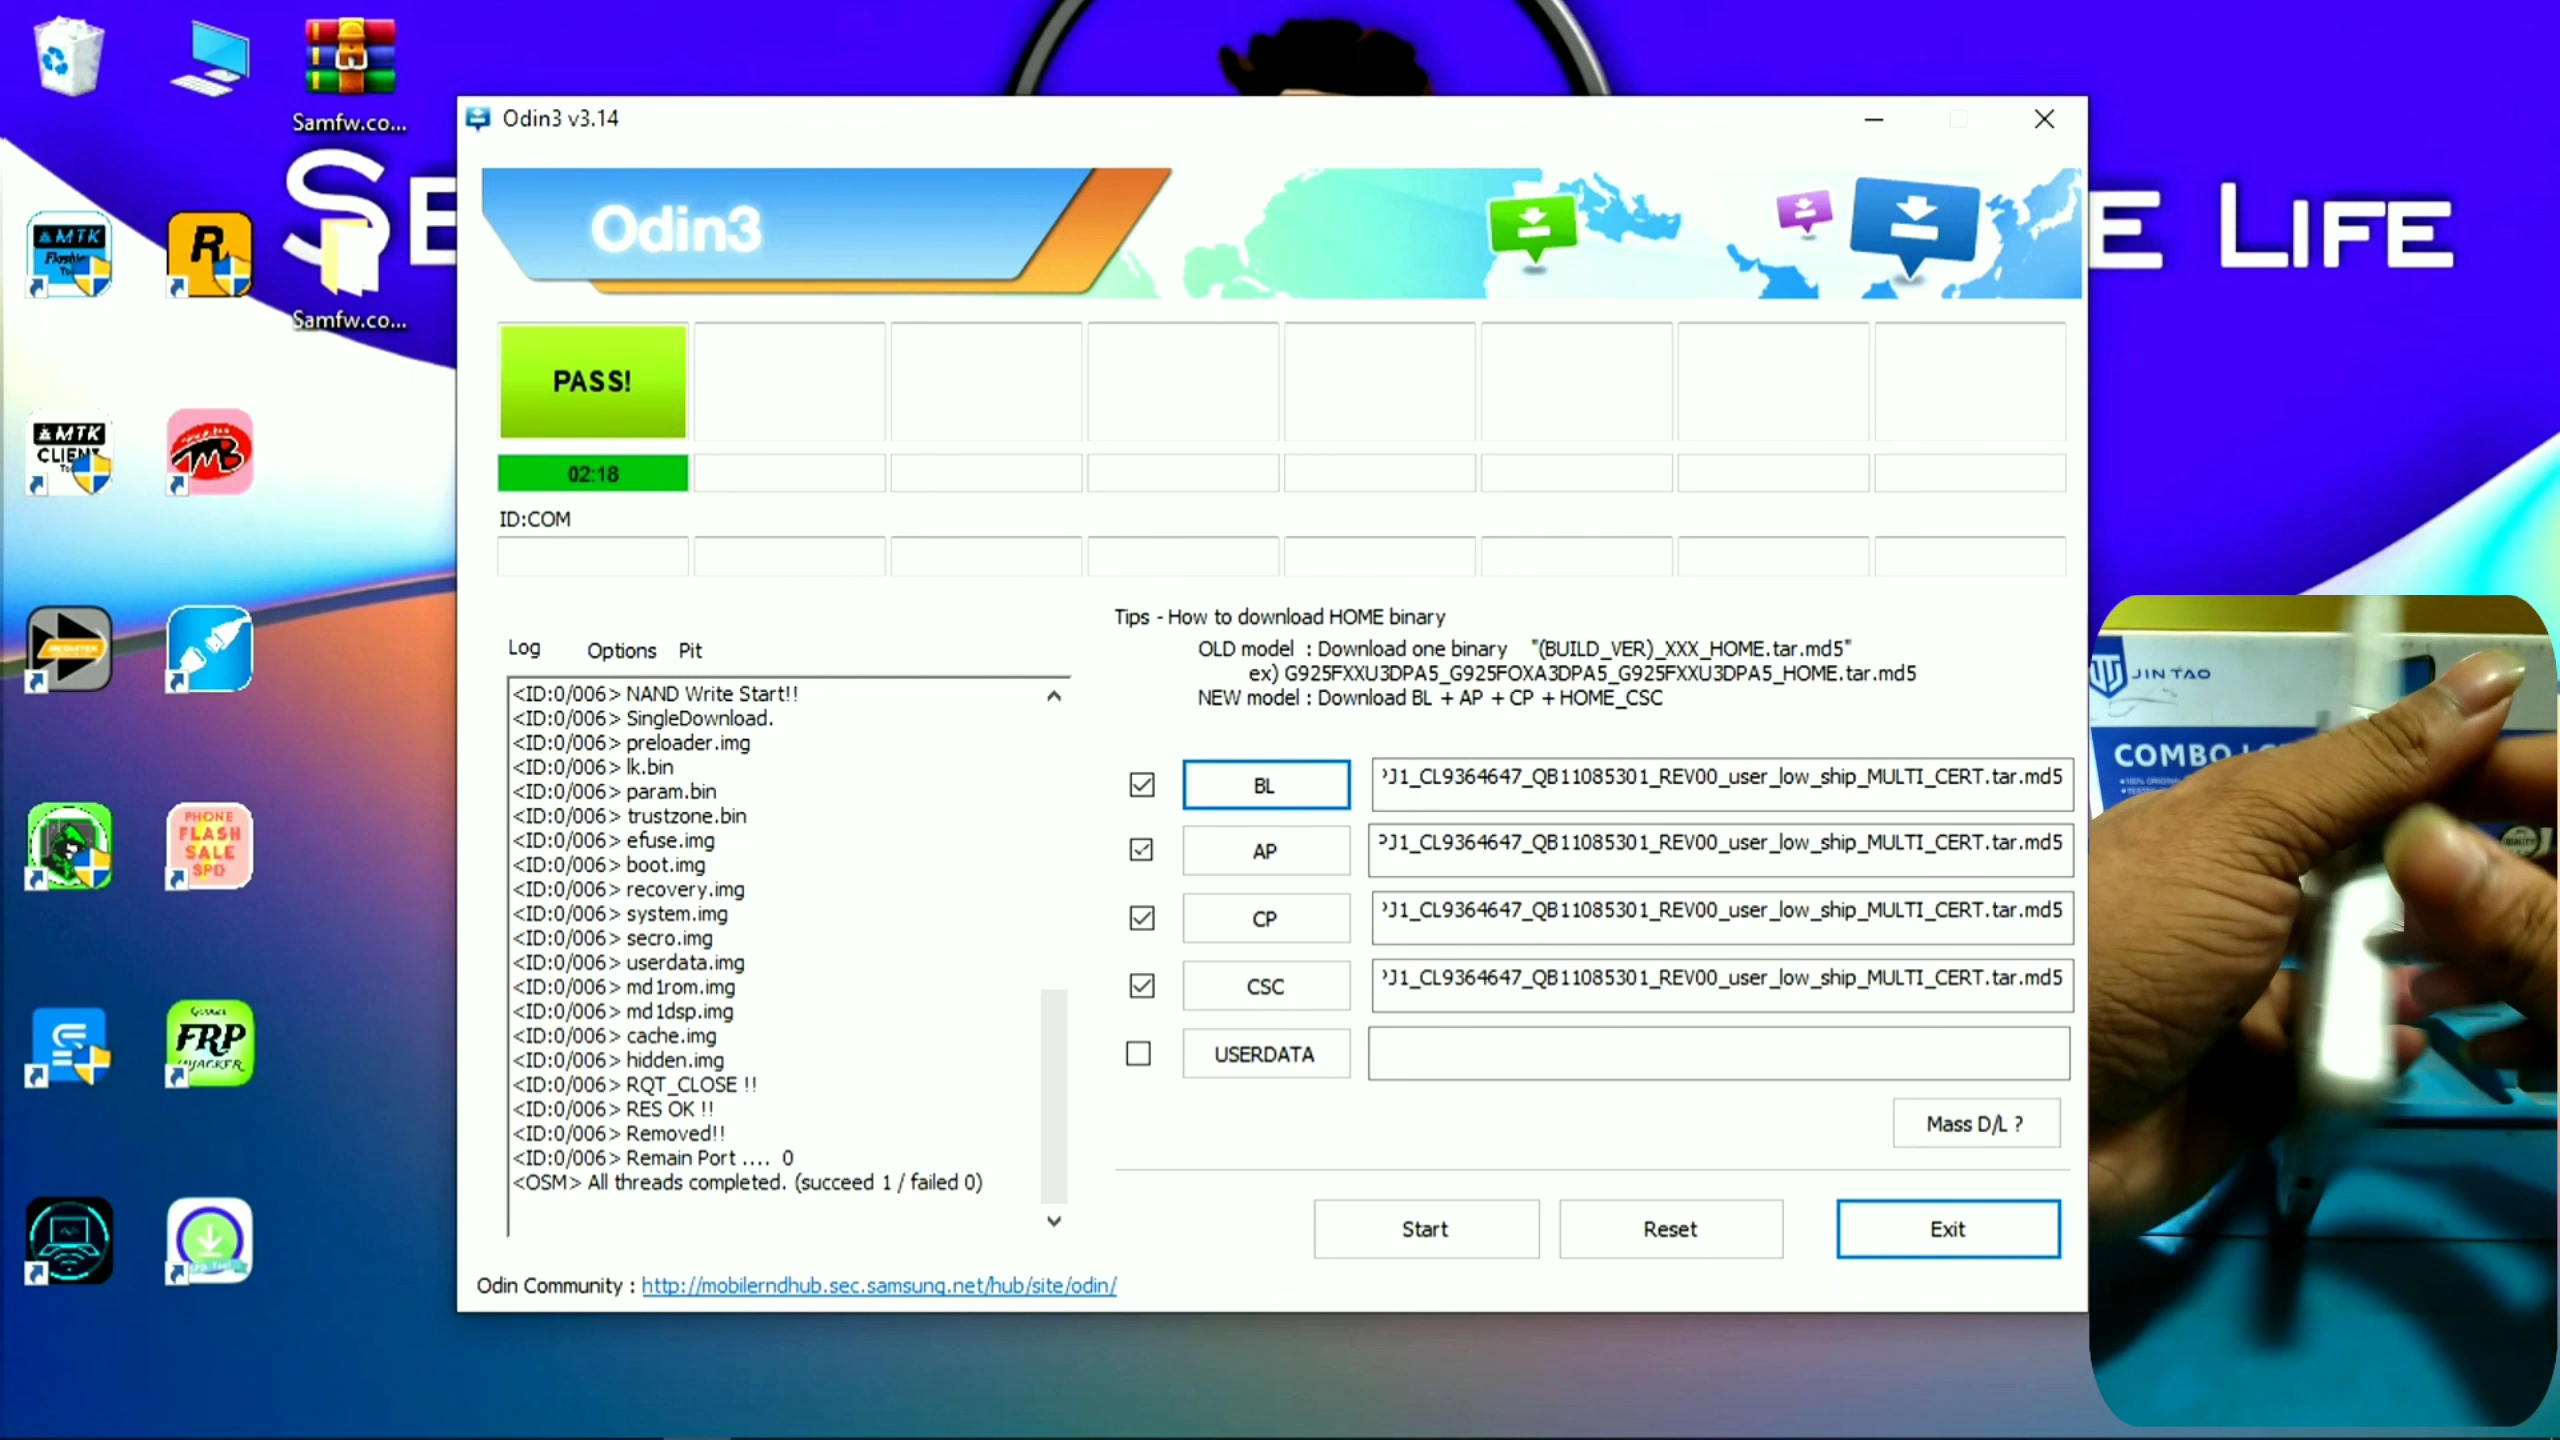 Samfw.co...
Samfw.co...
MTK
MTK
CLIENT
R
PHONE
FLASH
SALE
SPD
FRP
E LIFE
Odin3 v3.14
Odin3
PASS!
02:18
ID:COM
Log Options Pit
<ID:0/006> NAND Write Start!!
<ID:0/006> SingleDownload.
<ID:0/006> preloader.img
<ID:0/006> lk.bin
<ID:0/006> param.bin
<ID:0/006> trustzone.bin
<ID:0/006> efuse.img
<ID:0/006> boot.img
<ID:0/006> recovery.img
<ID:0/006> system.img
<ID:0/006> secro.img
<ID:0/006> userdata.img
<ID:0/006> md1rom.img
<ID:0/006> md1dsp.img
<ID:0/006> cache.img
<ID:0/006> hidden.img
<ID:0/006> RQT_CLOSE !!
<ID:0/006> RES OK !!
<ID:0/006> Removed!!
<ID:0/006> Remain Port .... 0
<OSM> All threads completed. (succeed 1 / failed 0)
Tips - How to download HOME binary
OLD model : Download one binary "(BUILD_VER)_XXX_HOME.tar.md5"
ex) G925FXXU3DPA5_G925FOXA3DPA5_G925FXXU3DPA5_HOME.tar.md5
NEW model : Download BL + AP + CP + HOME_CSC
BL PJ1_CL9364647_QB11085301_REV00_user_low_ship_MULTI_CERT.tar.md5
AP PJ1_CL9364647_QB11085301_REV00_user_low_ship_MULTI_CERT.tar.md5
CP PJ1_CL9364647_QB11085301_REV00_user_low_ship_MULTI_CERT.tar.md5
CSC PJ1_CL9364647_QB11085301_REV00_user_low_ship_MULTI_CERT.tar.md5
USERDATA
Mass D/L ?
Start Reset Exit
Odin Community : http://mobilerndhub.sec.samsung.net/hub/site/odin/
JIN TAO
COMBO